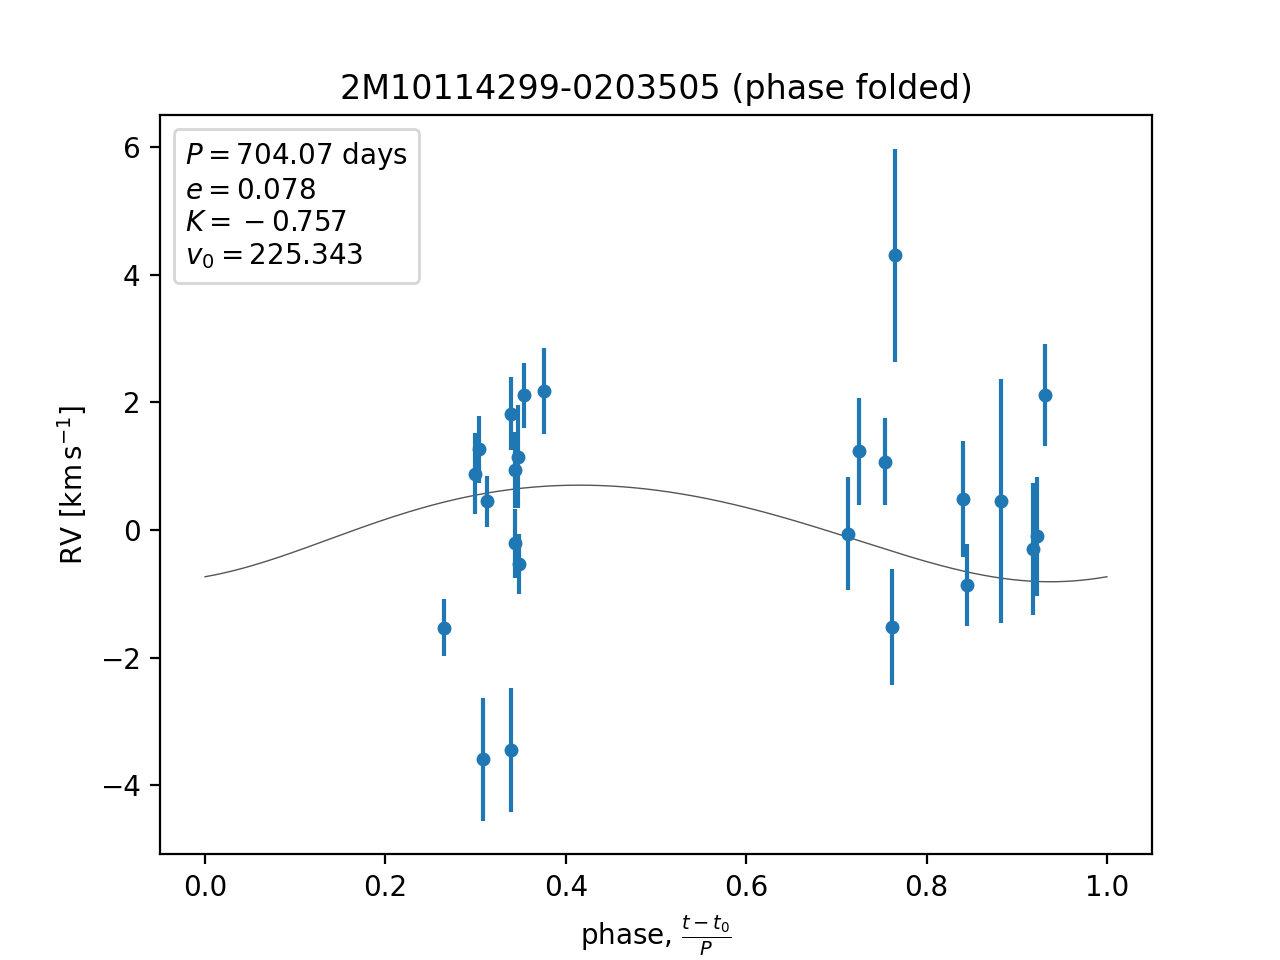 2M10114299-0203505 (phase folded)
P = 704.07 days
e = 0.078
K = −0.757
v₀ = 225.343
6
4
2
0
−2
−4
RV [km s⁻¹]
0.0 0.2 0.4 0.6 0.8 1.0
phase, (t − t₀)/P